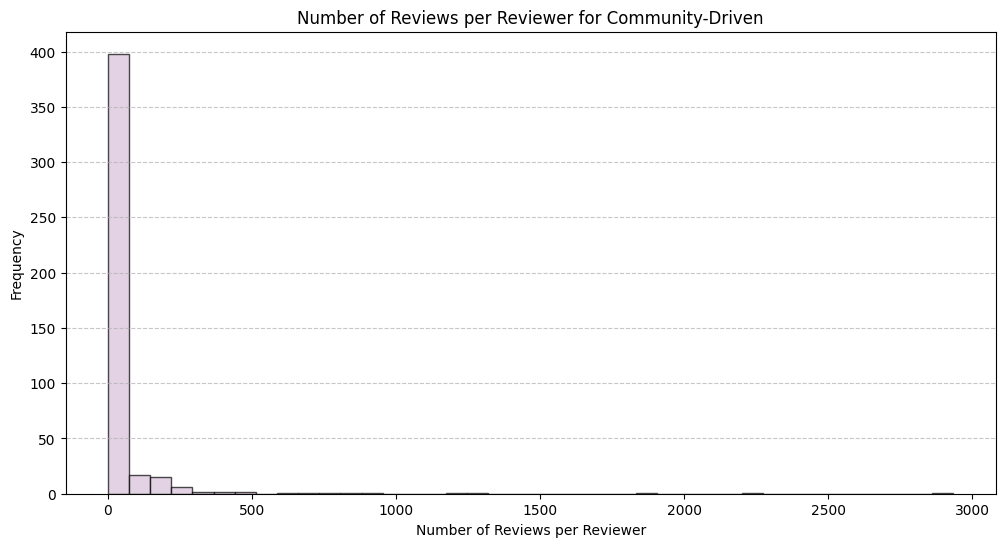 Number of Reviews per Reviewer for Community-Driven
Frequency
400
350
300
250
200
150
100
50
0
0 500 1000 1500 2000 2500 3000
Number of Reviews per Reviewer